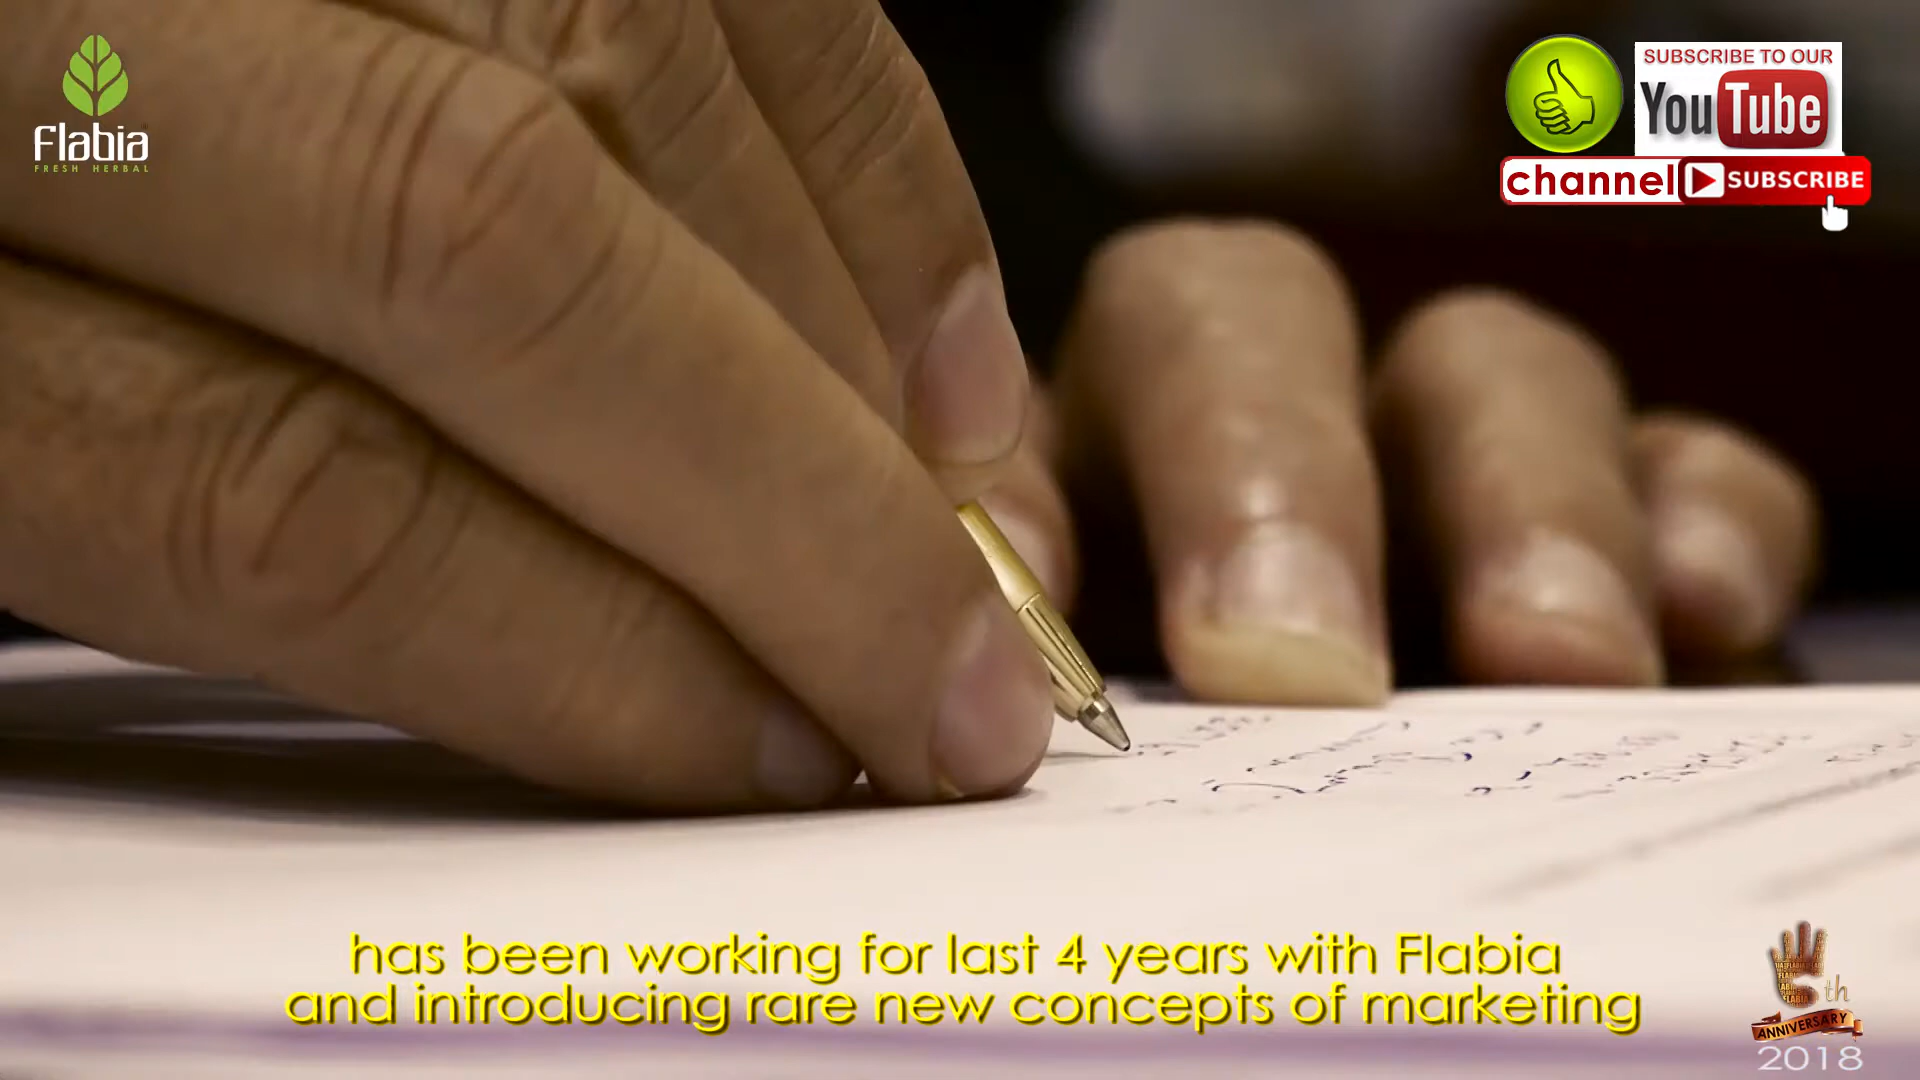 Flabia
FRESH HERBAL
SUBSCRIBE TO OUR
YouTube
channel
SUBSCRIBE
has been working for last 4 years with Flabia
and introducing rare new concepts of marketing
th
ANNIVERSARY
2018